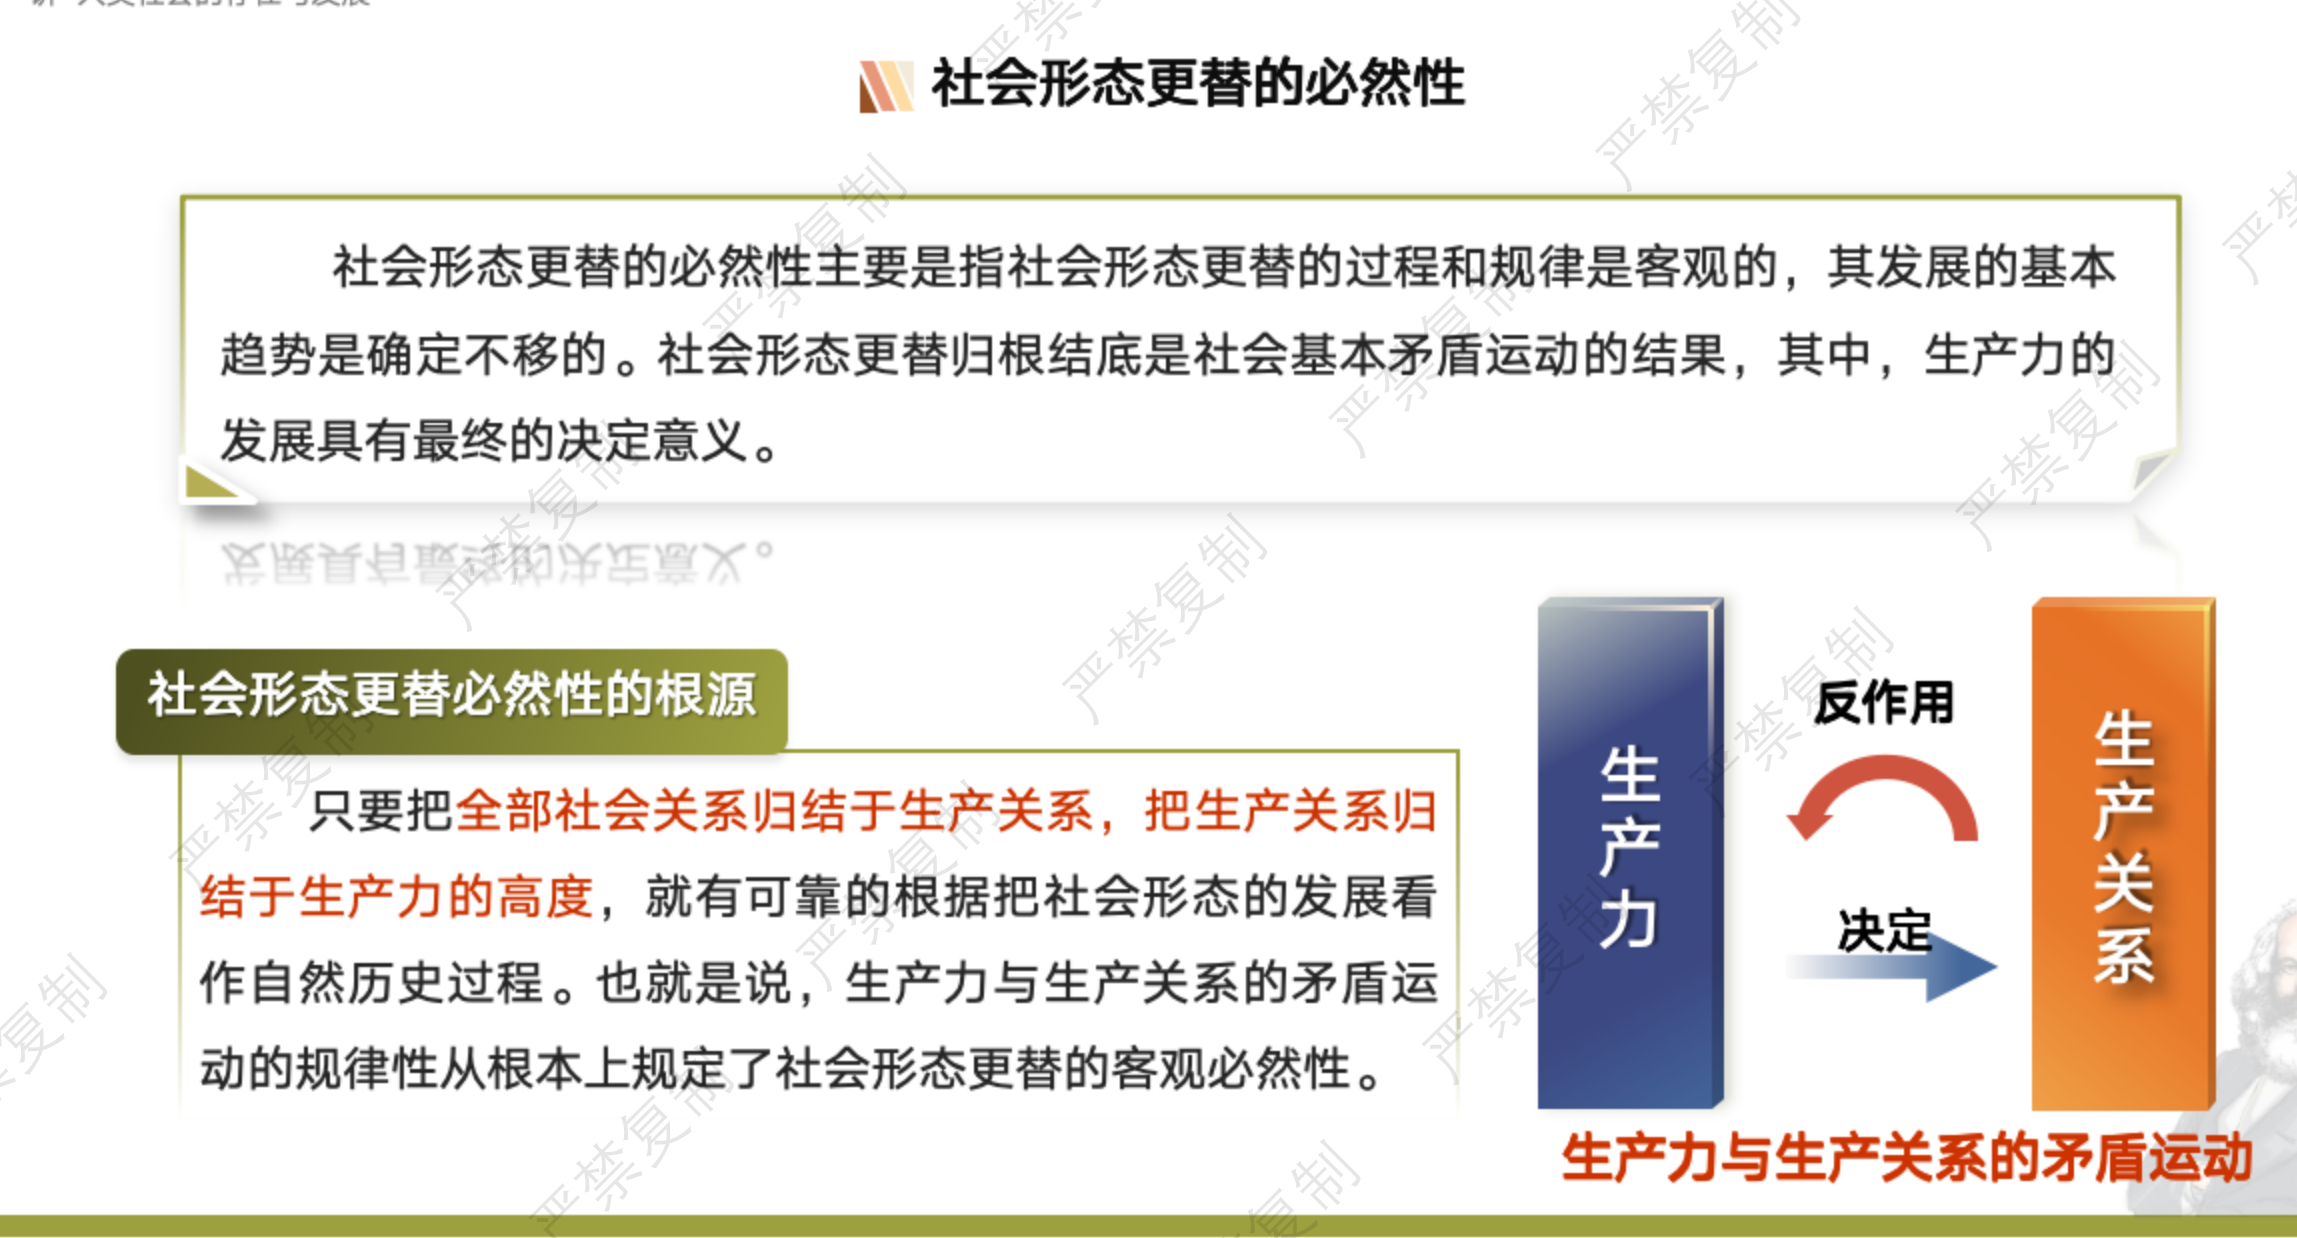 社会形态更替的必然性
社会形态更替的必然性主要是指社会形态更替的过程和规律是客观的，其发展的基本
趋势是确定不移的。社会形态更替归根结底是社会基本矛盾运动的结果，其中，生产力的
发展具有最终的决定意义。
社会形态更替必然性的根源
只要把全部社会关系归结于生产关系，把生产关系归
结于生产力的高度，就有可靠的根据把社会形态的发展看
作自然历史过程。也就是说，生产力与生产关系的矛盾运
动的规律性从根本上规定了社会形态更替的客观必然性。
生产力
反作用
决定
生产关系
生产力与生产关系的矛盾运动
严禁复制